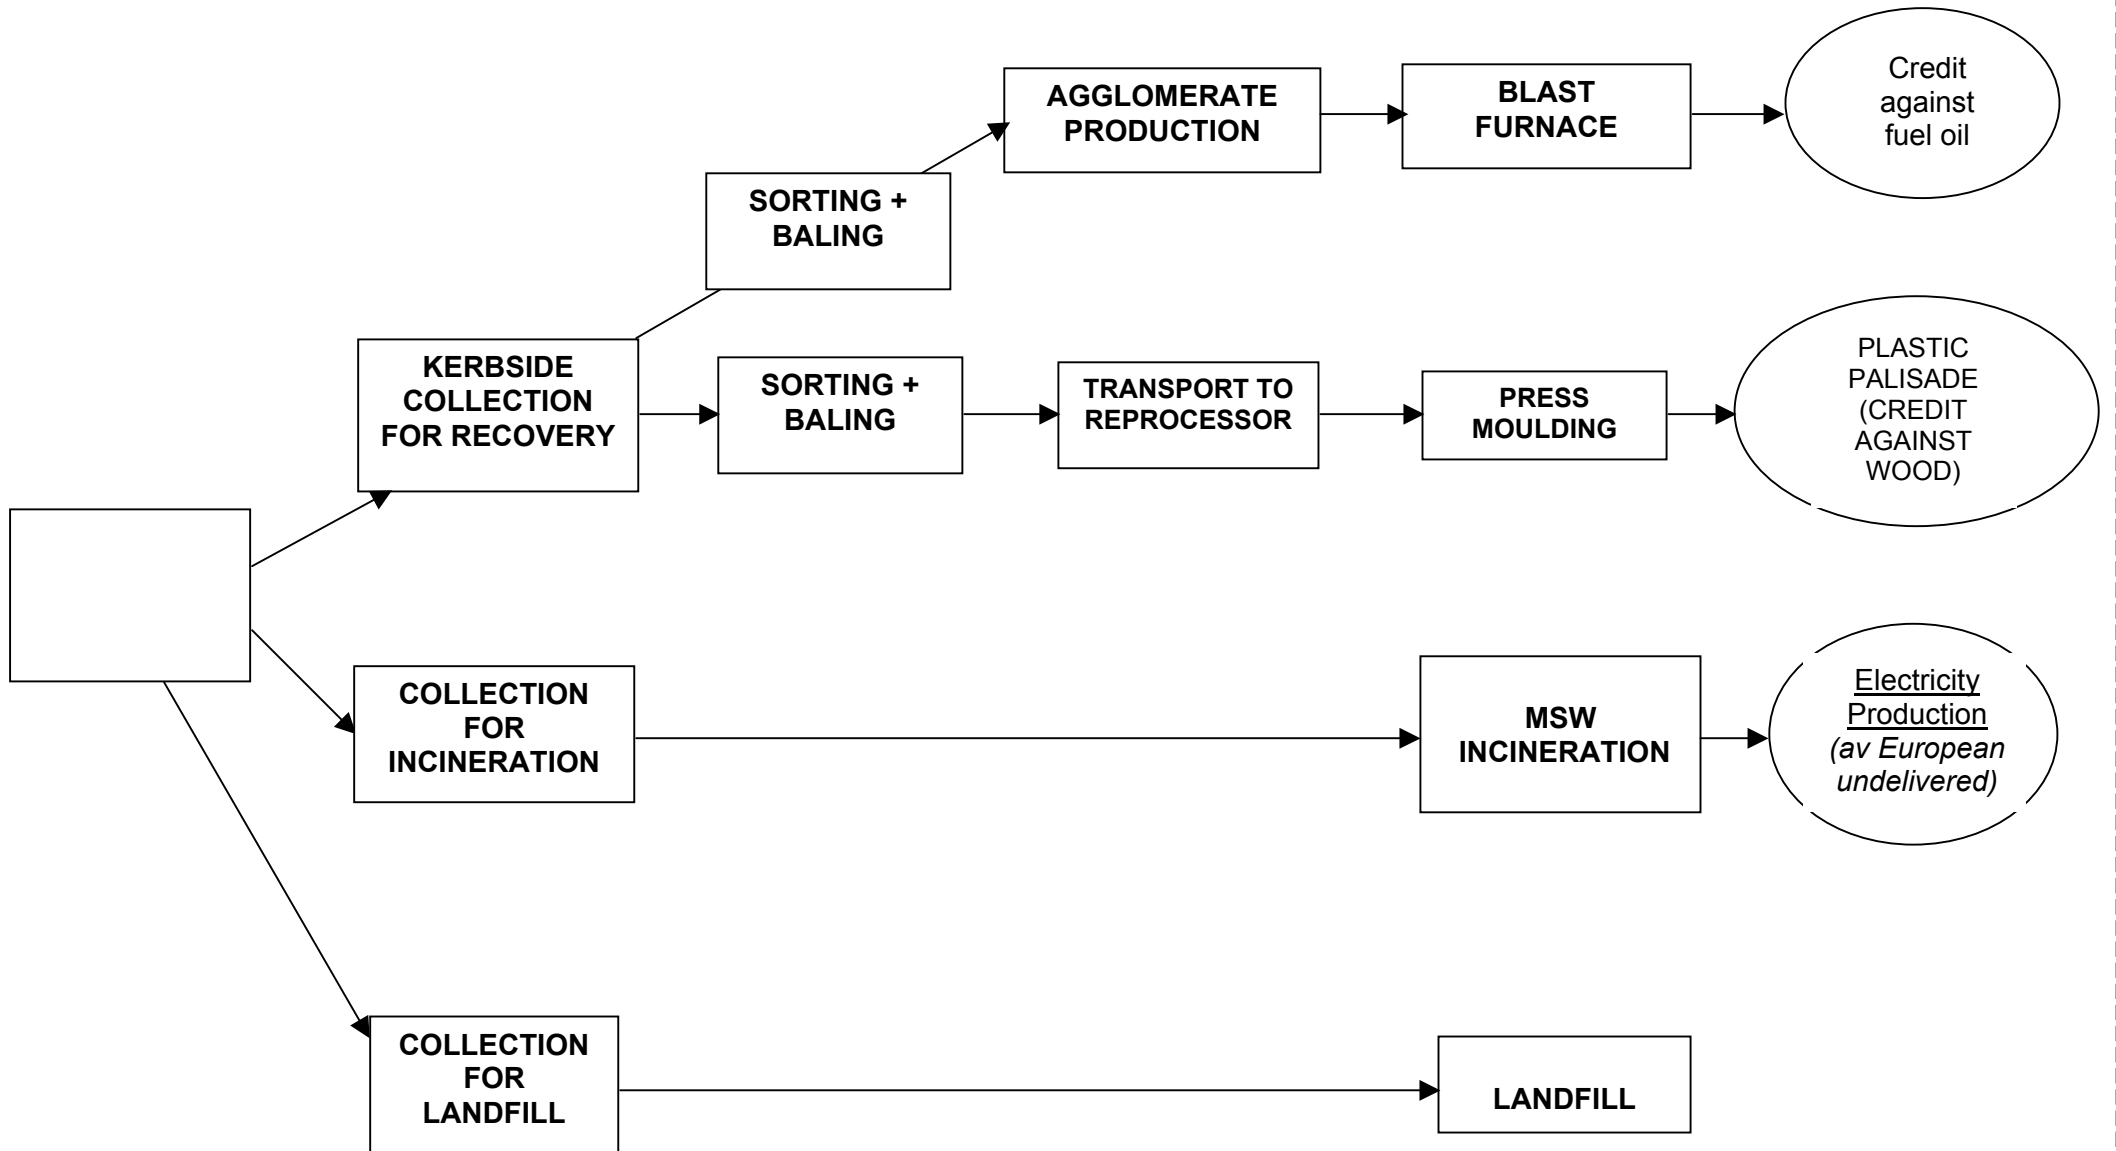 Credit
against
fuel oil
AGGLOMERATE
PRODUCTION
BLAST
FURNACE
SORTING +
BALING
KERBSIDE
COLLECTION
FOR RECOVERY
SORTING +
BALING
TRANSPORT TO
REPROCESSOR
PRESS
MOULDING
PLASTIC
PALISADE
(CREDIT
AGAINST
WOOD)
COLLECTION
FOR
INCINERATION
MSW
INCINERATION
Electricity
Production
(av European
undelivered)
COLLECTION
FOR
LANDFILL
LANDFILL